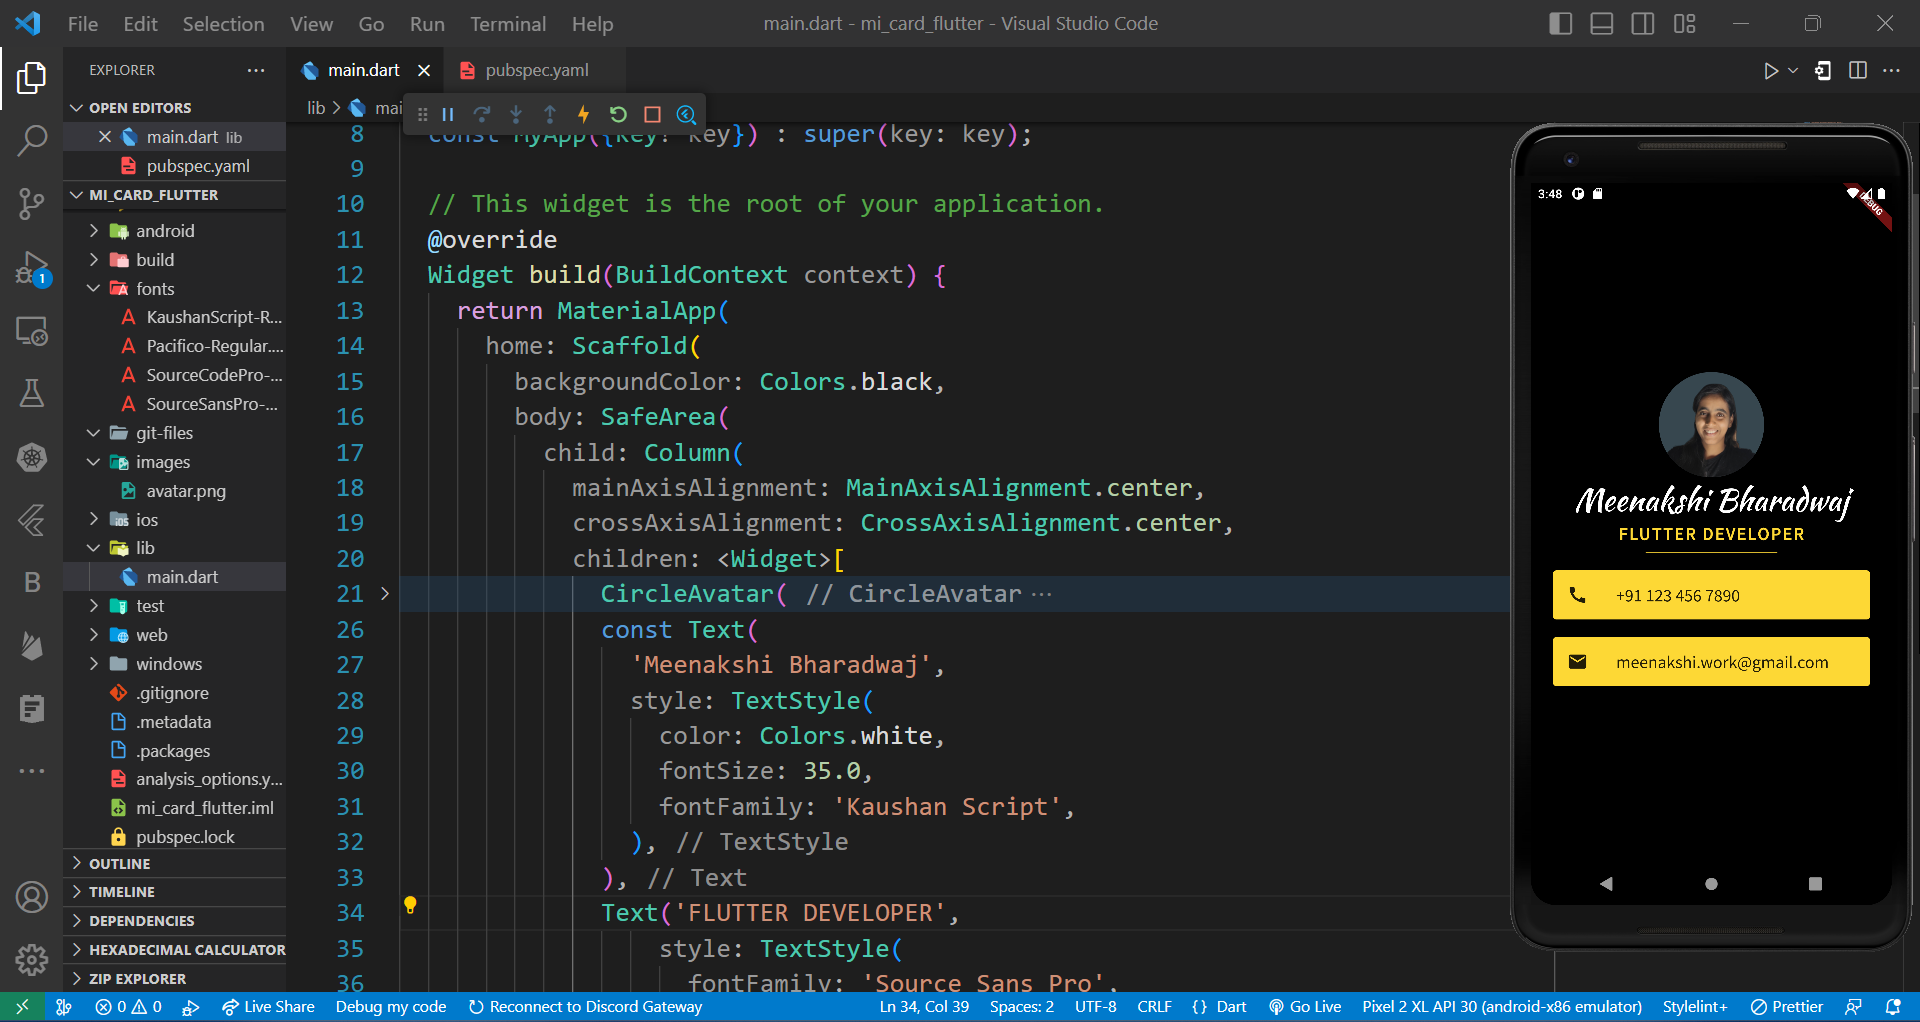 File Edit Selection View Go Run Terminal Help
main.dart - mi_card_flutter - Visual Studio Code
EXPLORER
OPEN EDITORS
main.dart lib
pubspec.yaml
MI_CARD_FLUTTER
android
build
fonts
KaushanScript-R...
Pacifico-Regular....
SourceCodePro-...
SourceSansPro-...
git-files
images
avatar.png
ios
lib
main.dart
test
web
windows
.gitignore
.metadata
.packages
analysis_options.y...
mi_card_flutter.iml
pubspec.lock
OUTLINE
TIMELINE
DEPENDENCIES
HEXADECIMAL CALCULATOR
ZIP EXPLORER
1
B
main.dart
pubspec.yaml
lib > mai
8 const MyApp({Key? key}) : super(key: key);
9
10 // This widget is the root of your application.
11 @override
12 Widget build(BuildContext context) {
13 return MaterialApp(
14 home: Scaffold(
15 backgroundColor: Colors.black,
16 body: SafeArea(
17 child: Column(
18 mainAxisAlignment: MainAxisAlignment.center,
19 crossAxisAlignment: CrossAxisAlignment.center,
20 children: <Widget>[
21 CircleAvatar( // CircleAvatar ···
26 const Text(
27 'Meenakshi Bharadwaj',
28 style: TextStyle(
29 color: Colors.white,
30 fontSize: 35.0,
31 fontFamily: 'Kaushan Script',
32 ), // TextStyle
33 ), // Text
34 Text('FLUTTER DEVELOPER',
35 style: TextStyle(
36 fontFamily: 'Source Sans Pro',
3:48
DEBUG
Meenakshi Bharadwaj
FLUTTER DEVELOPER
+91 123 456 7890
meenakshi.work@gmail.com
0 0 Live Share Debug my code Reconnect to Discord Gateway
Ln 34, Col 39 Spaces: 2 UTF-8 CRLF {} Dart Go Live Pixel 2 XL API 30 (android-x86 emulator) Stylelint+ Prettier